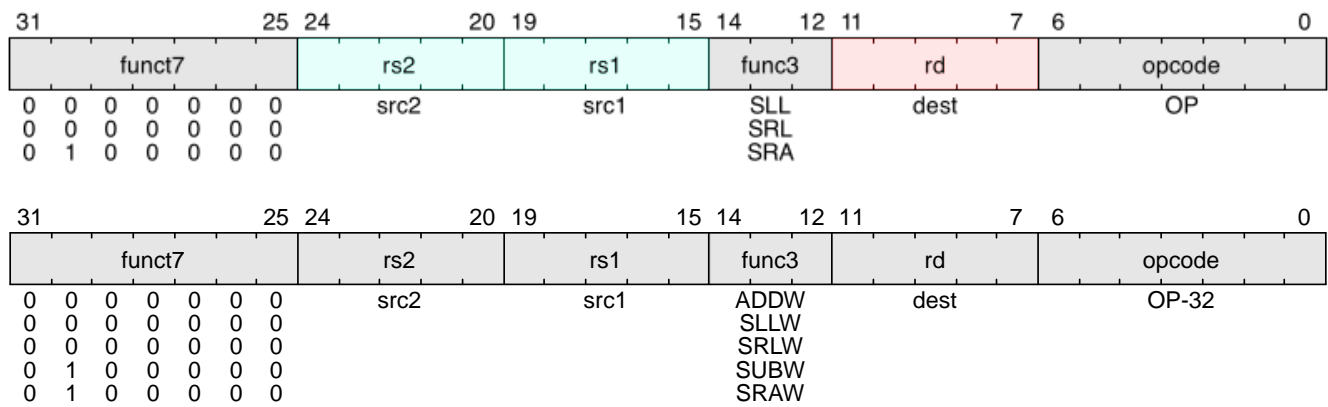 31 25 24 20 19 15 14 12 11 7 6 0
funct7 rs2 rs1 func3 rd opcode
0 0 0 0 0 0 0 src2 src1 SLL dest OP
0 0 0 0 0 0 0 SRL
0 1 0 0 0 0 0 SRA
31 25 24 20 19 15 14 12 11 7 6 0
funct7 rs2 rs1 func3 rd opcode
0 0 0 0 0 0 0 src2 src1 ADDW dest OP-32
0 0 0 0 0 0 0 SLLW
0 0 0 0 0 0 0 SRLW
0 1 0 0 0 0 0 SUBW
0 1 0 0 0 0 0 SRAW